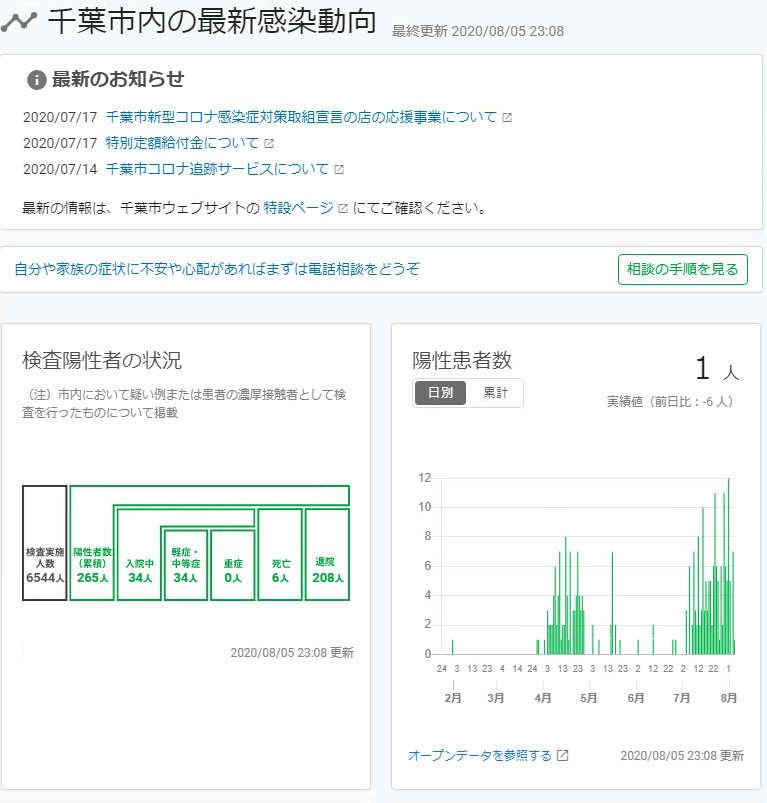 千葉市内の最新感染動向 最終更新 2020/08/05 23:08
最新のお知らせ
2020/07/17 千葉市新型コロナ感染症対策取組宣言の店の応援事業について
2020/07/17 特別定額給付金について
2020/07/14 千葉市コロナ追跡サービスについて
最新の情報は、千葉市ウェブサイトの 特設ページ にてご確認ください。
自分や家族の症状に不安や心配があればまずは電話相談をどうぞ
相談の手順を見る
検査陽性者の状況
（注）市内において疑い例または患者の濃厚接触者として検
査を行ったものについて掲載
検査実施
人数
6544人
陽性者数
（累積）
265人
入院中
34人
軽症・
中等症
34人
重症
0人
死亡
6人
退院
208人
2020/08/05 23:08 更新
陽性患者数
日別 累計
1 人
実績値（前日比：-6 人）
12
10
8
6
4
2
0
24 3 13 23 4 14 24 3 13 23 3 13 23 2 12 22 2 12 22 1
2月 3月 4月 5月 6月 7月 8月
オープンデータを参照する
2020/08/05 23:08 更新